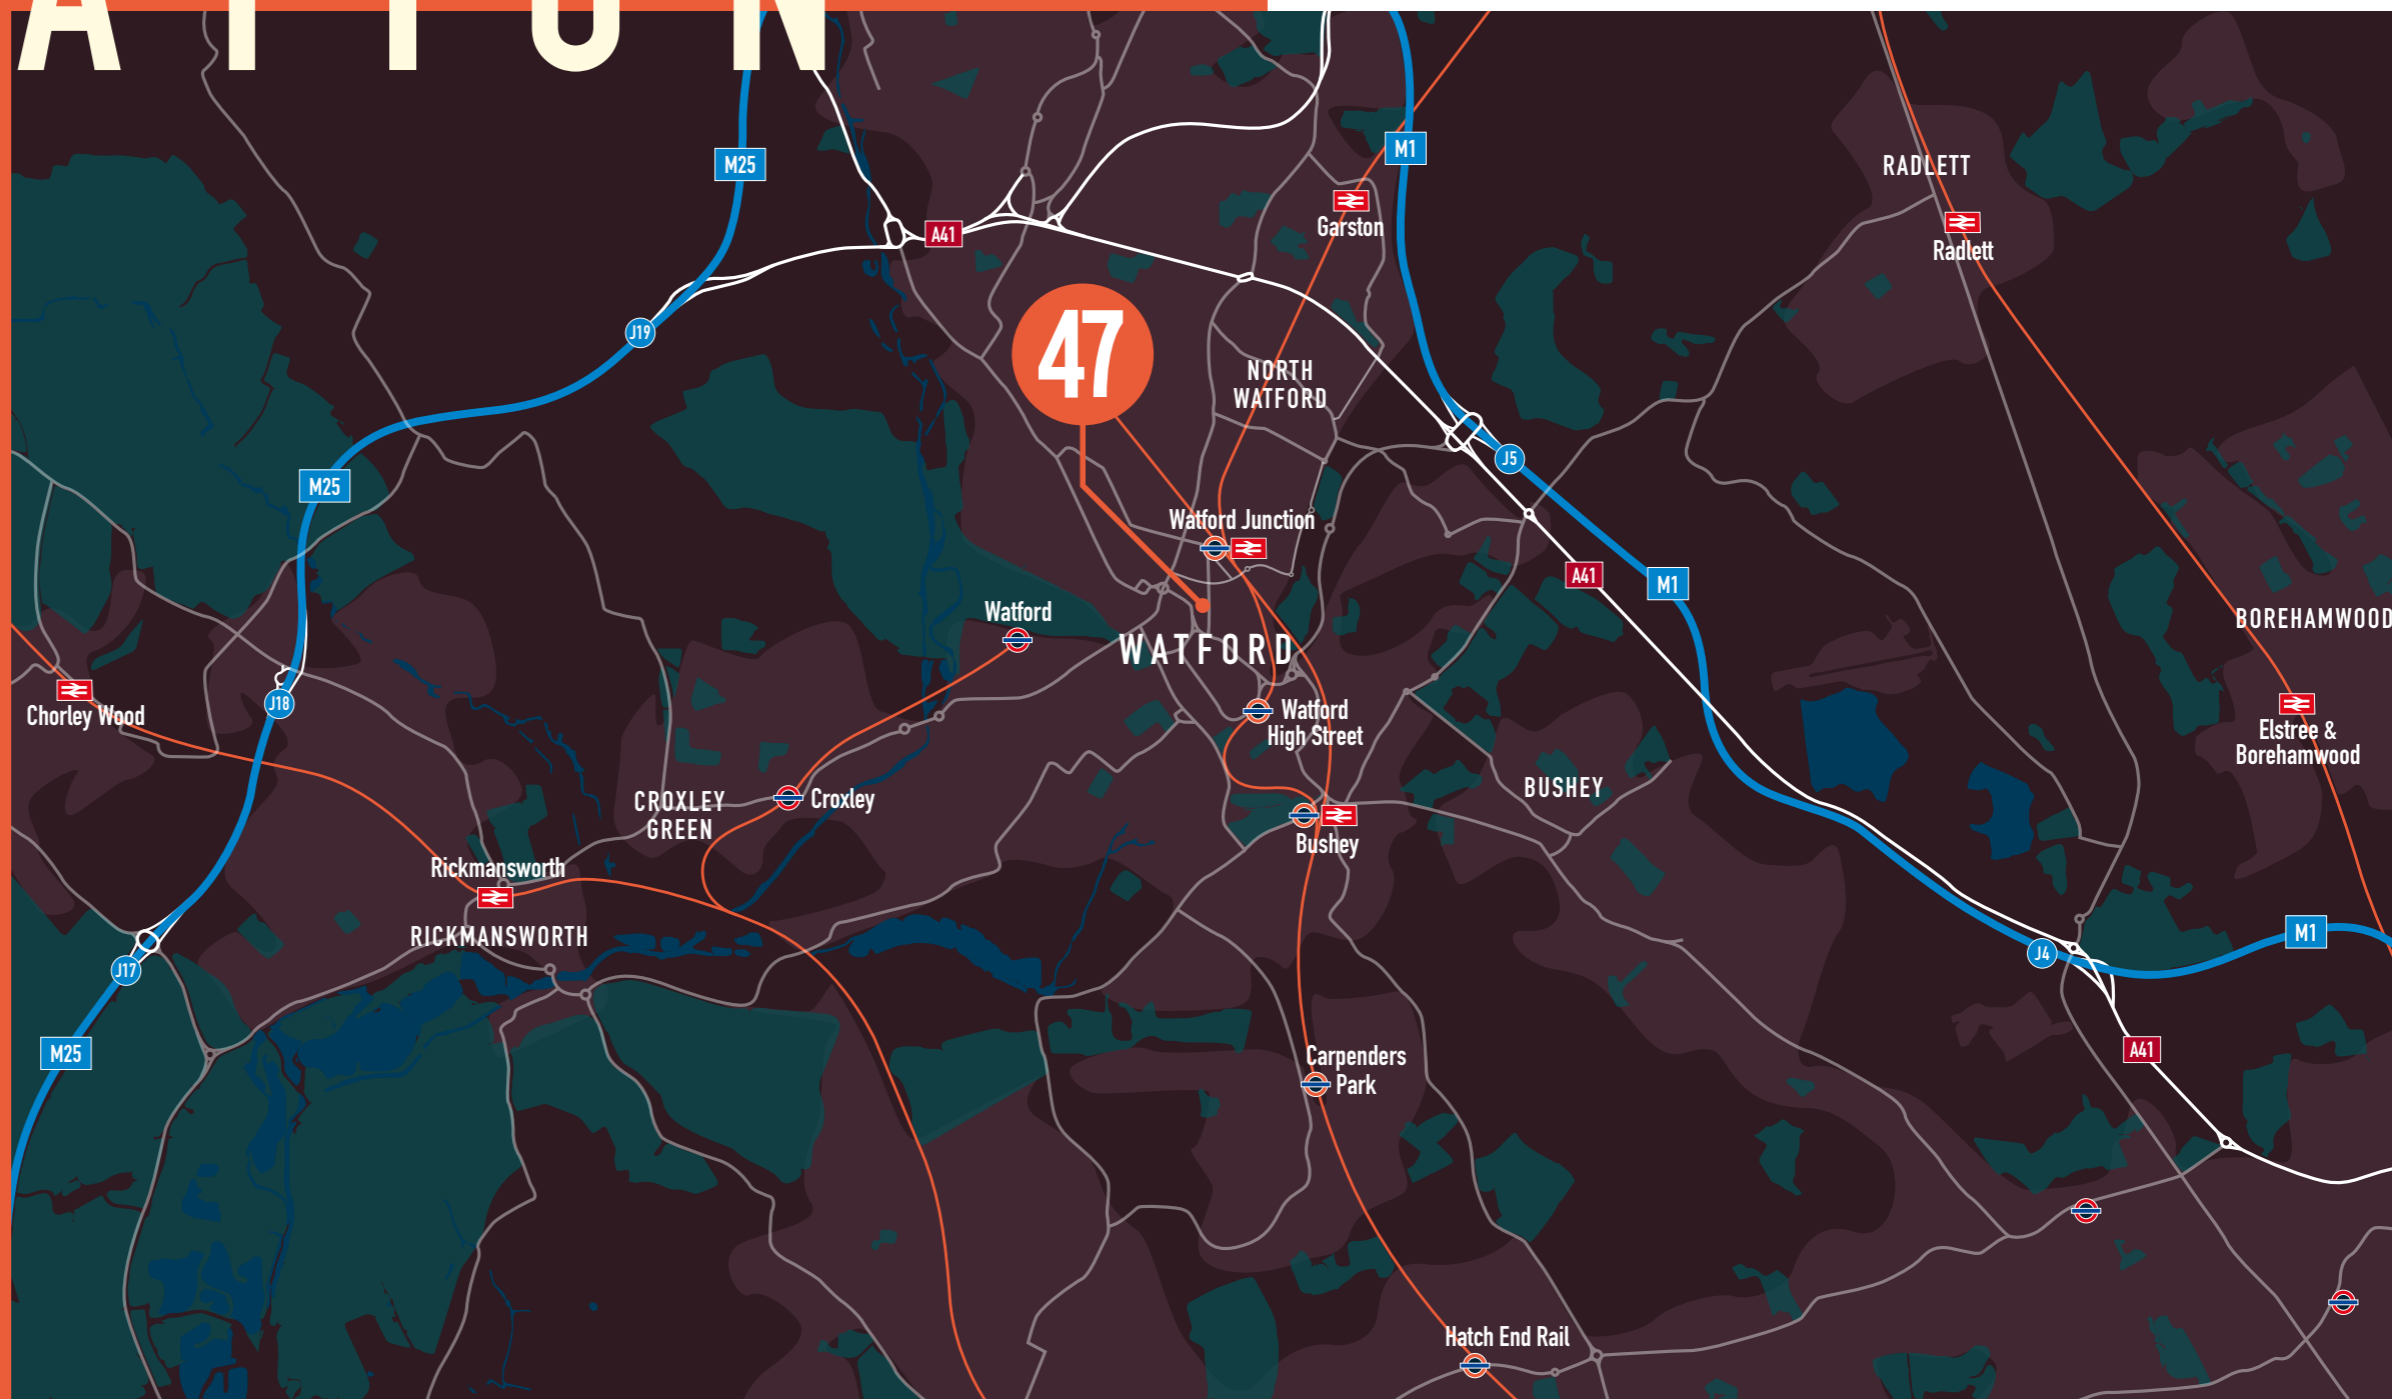 M25
M1
RADLETT
Garston
A41
Radlett
J19
47
NORTH
WATFORD
J5
M25
Watford Junction
A41
M1
Watford
BOREHAMWOOD
WATFORD
Chorley Wood
J18
Watford
High Street
Elstree &
Borehamwood
BUSHEY
CROXLEY
GREEN
Croxley
Bushey
Rickmansworth
RICKMANSWORTH
M1
J4
J17
M25
A41
Carpenders
Park
Hatch End Rail